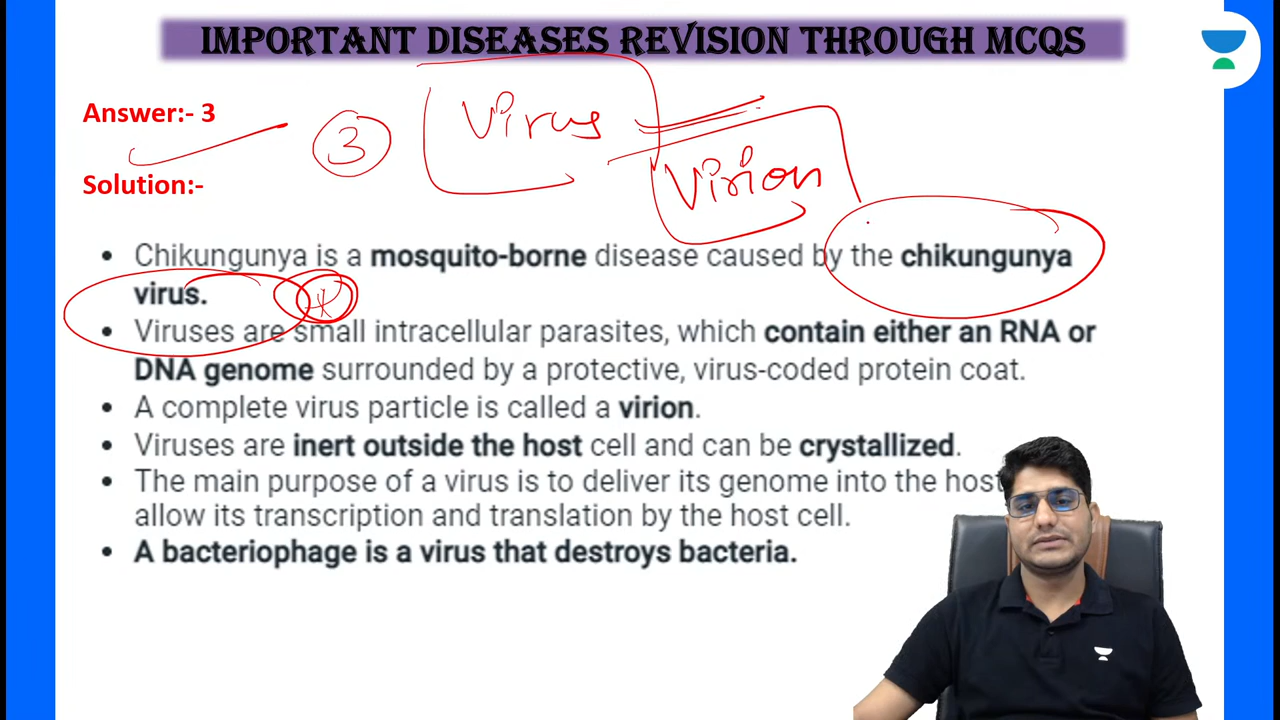 IMPORTANT DISEASES REVISION THROUGH MCQS
Answer:- 3
3
Virus
Virion
Solution:-
• Chikungunya is a mosquito-borne disease caused by the chikungunya
virus.
• Viruses are small intracellular parasites, which contain either an RNA or
DNA genome surrounded by a protective, virus-coded protein coat.
• A complete virus particle is called a virion.
• Viruses are inert outside the host cell and can be crystallized.
• The main purpose of a virus is to deliver its genome into the host
allow its transcription and translation by the host cell.
• A bacteriophage is a virus that destroys bacteria.